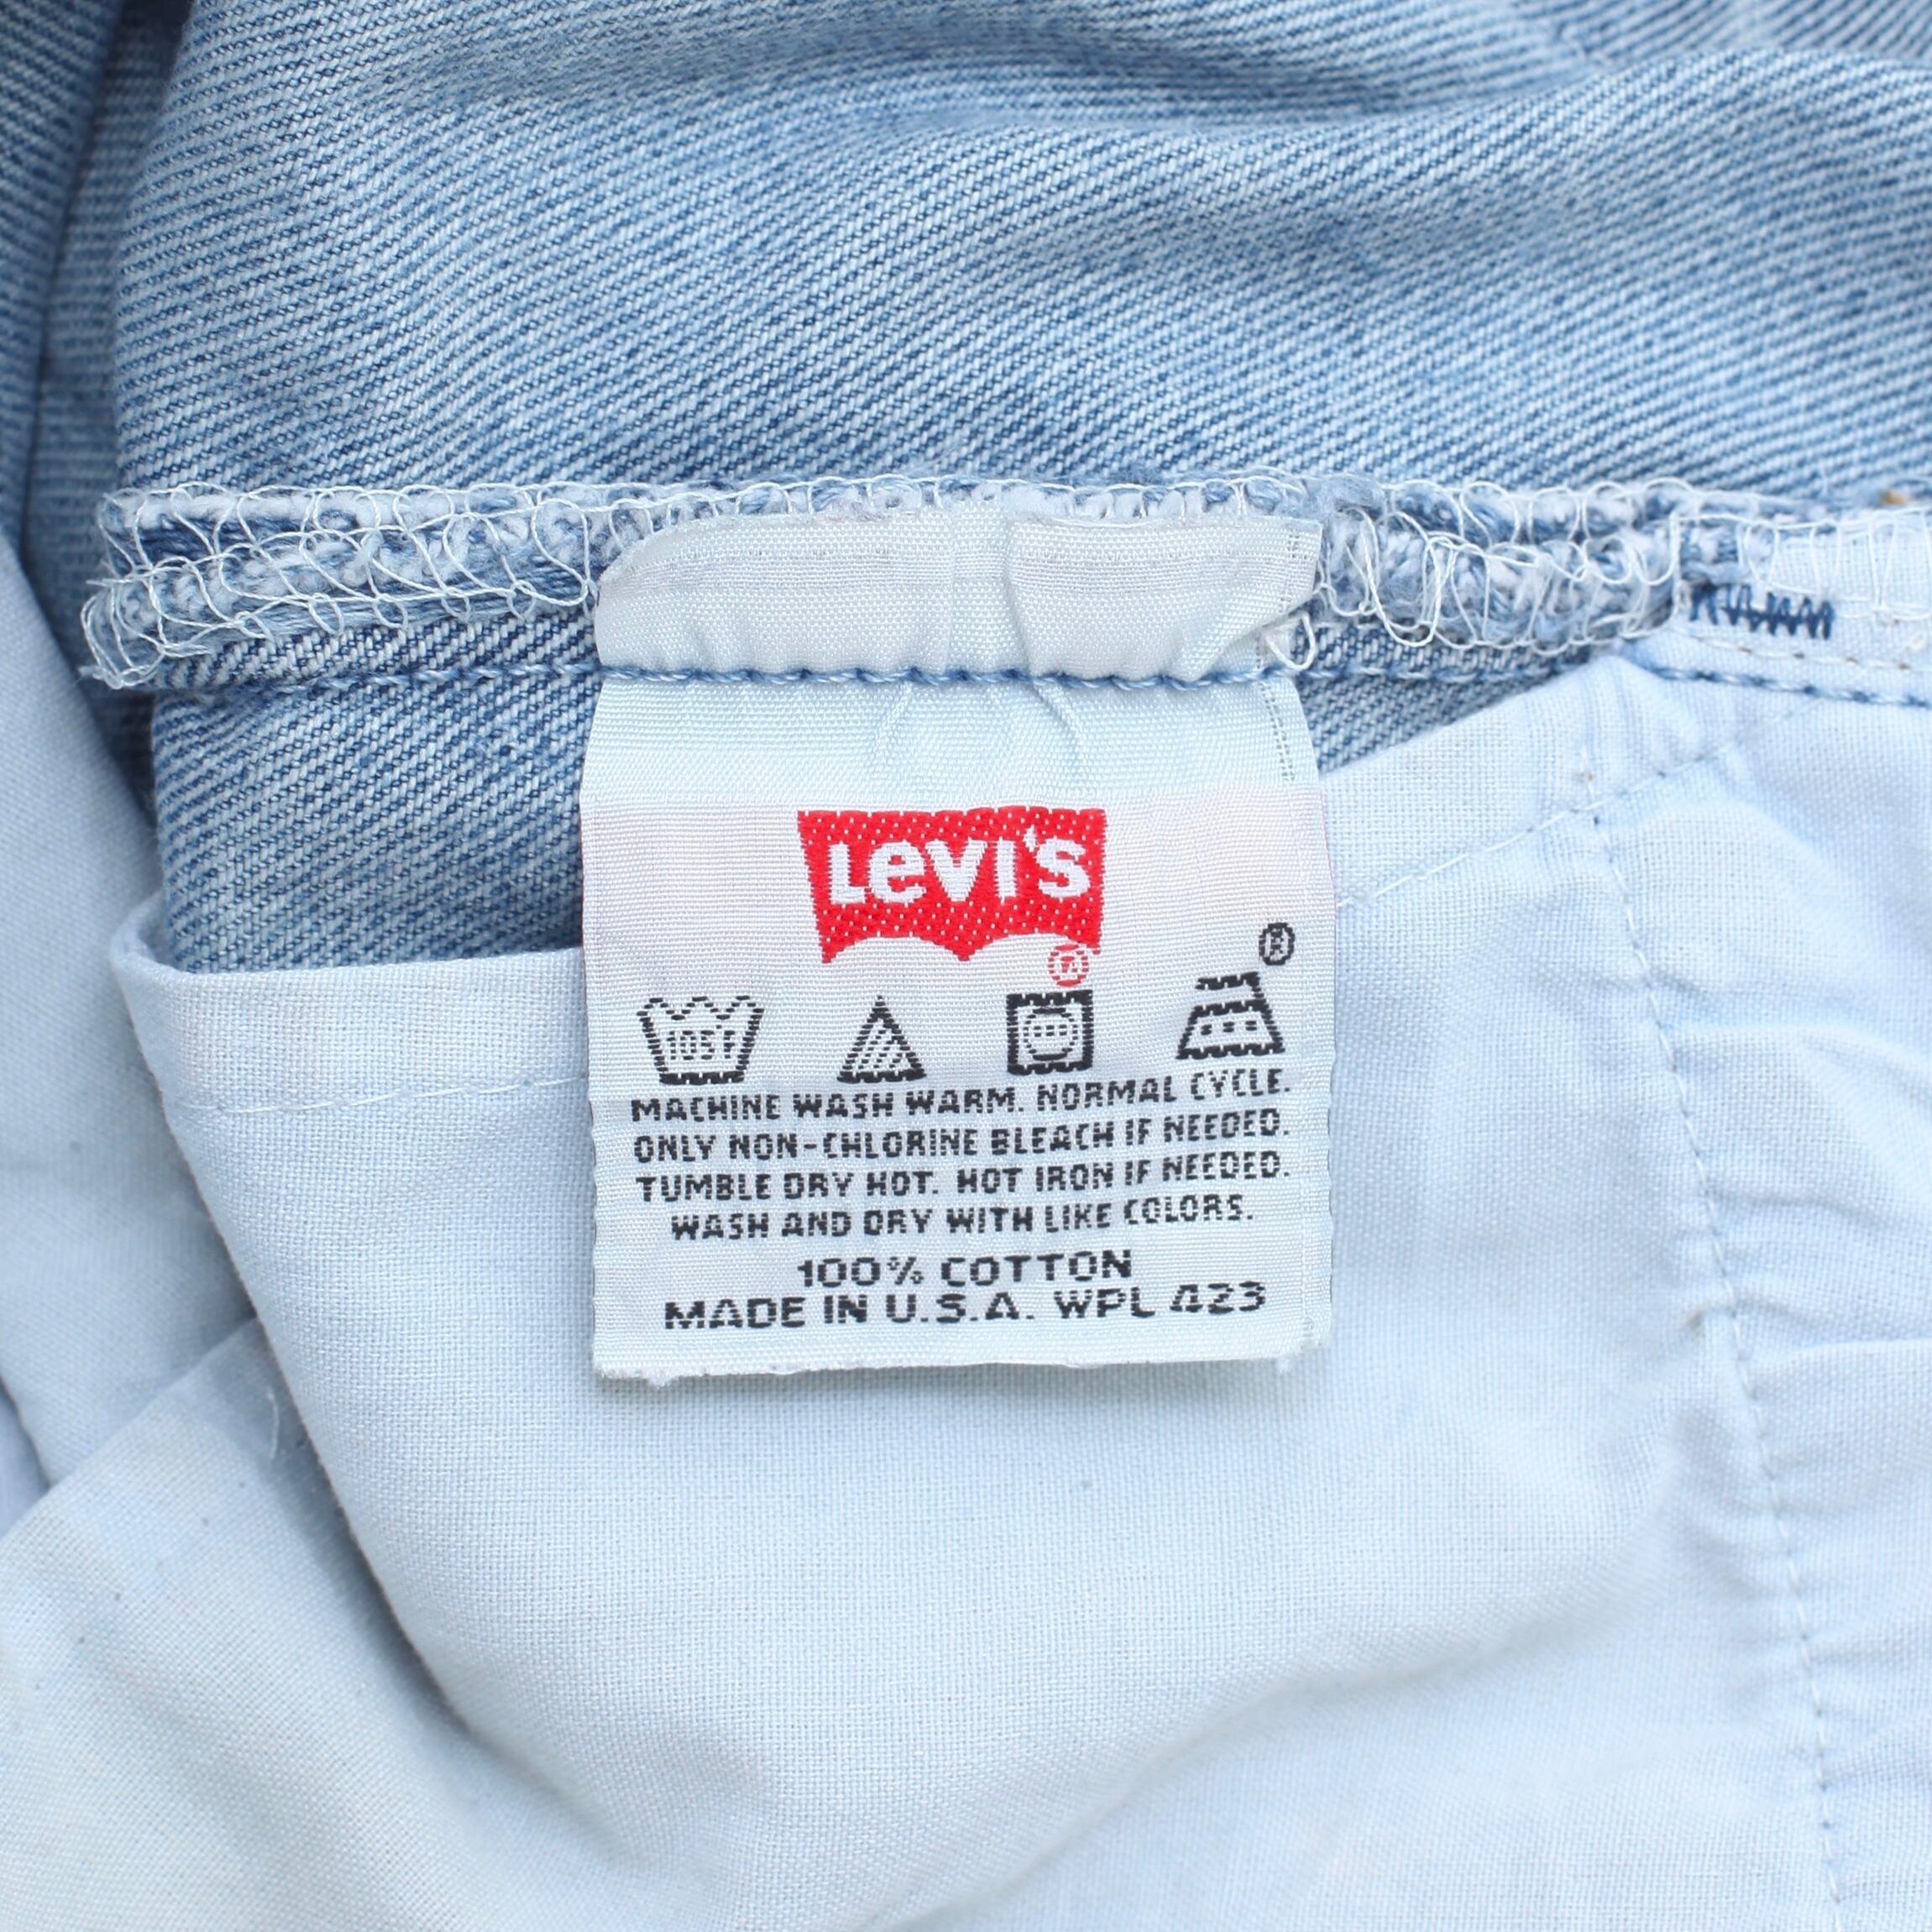 Levi's
®
105°F
MACHINE WASH WARM. NORMAL CYCLE.
ONLY NON-CHLORINE BLEACH IF NEEDED.
TUMBLE DRY HOT. HOT IRON IF NEEDED.
WASH AND DRY WITH LIKE COLORS.
100% COTTON
MADE IN U.S.A. WPL 423